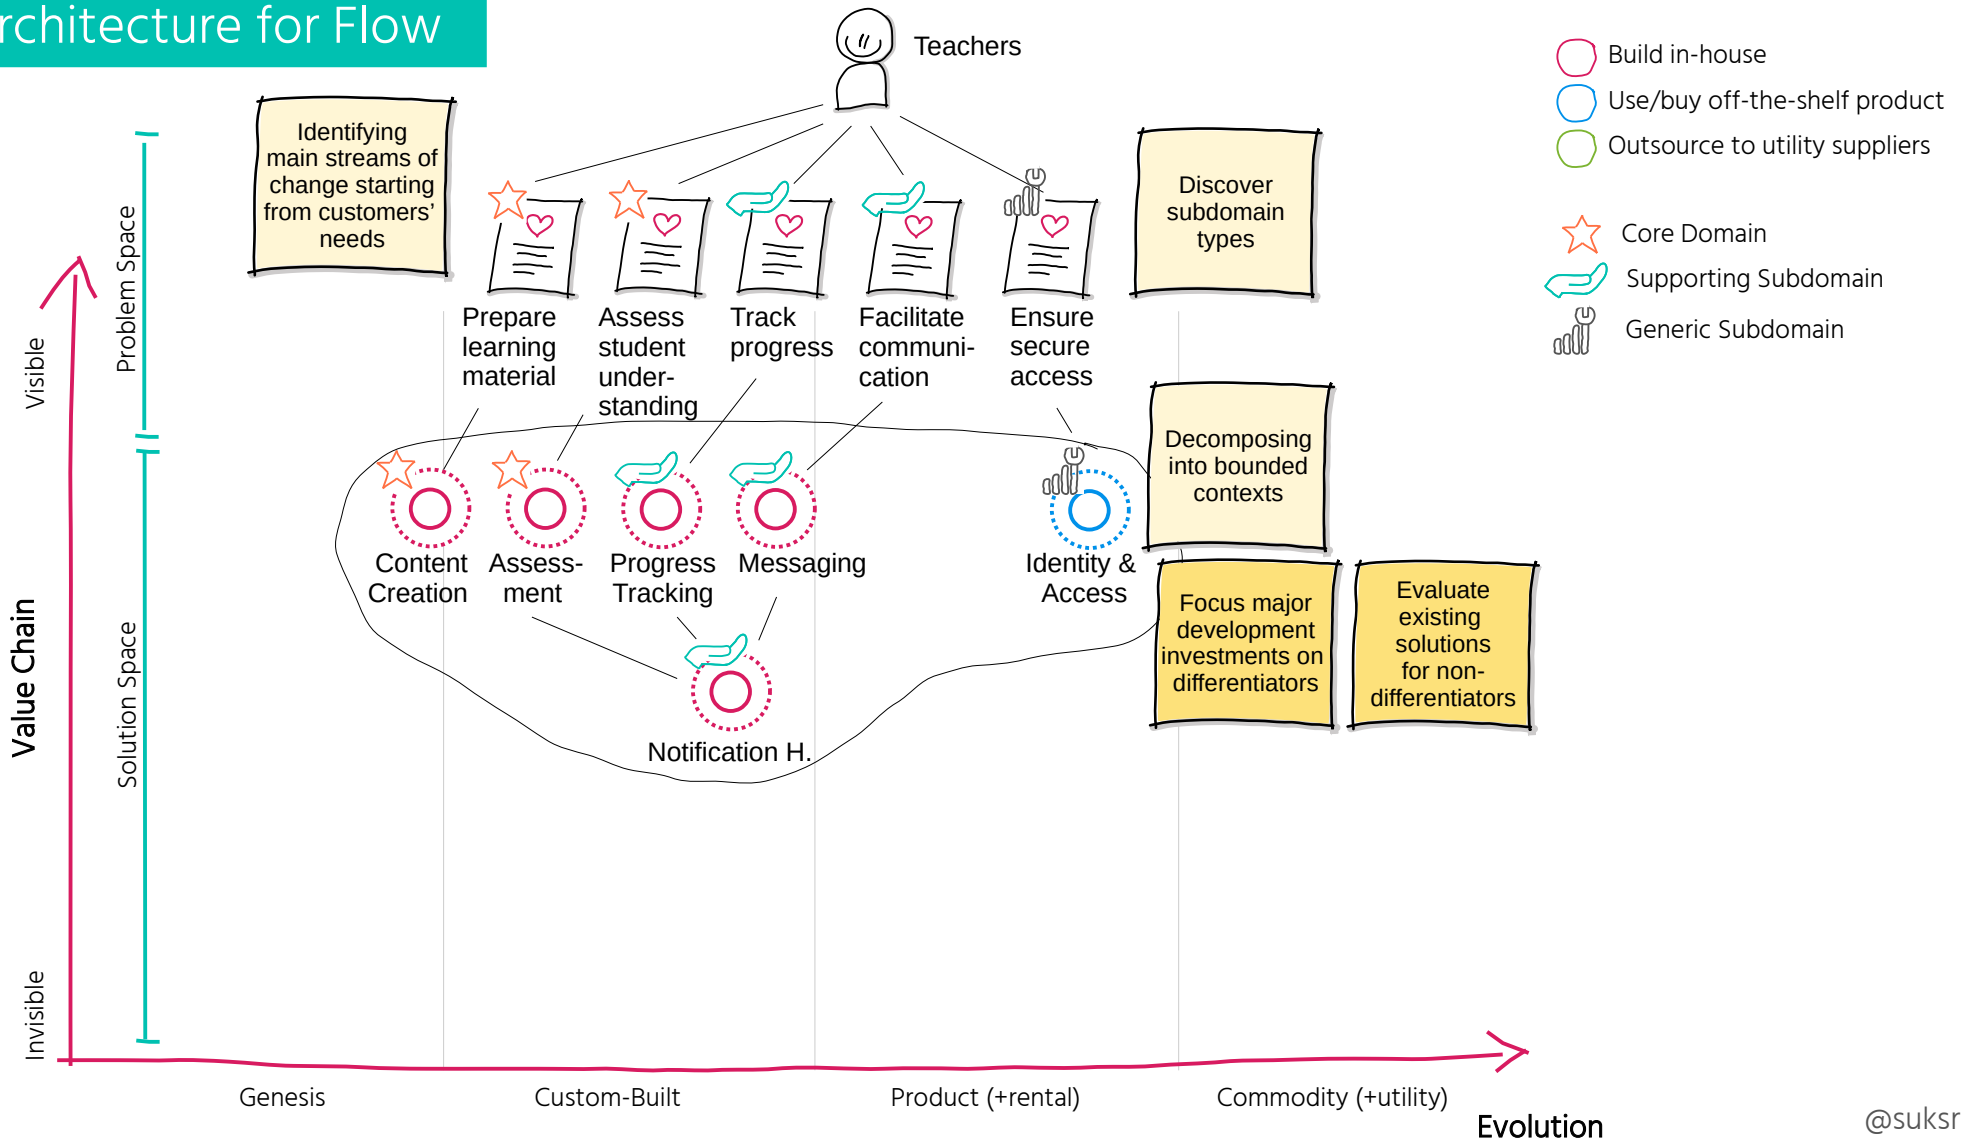 rchitecture for Flow
Teachers
Build in-house
Use/buy off-the-shelf product
Outsource to utility suppliers
Core Domain
Supporting Subdomain
Generic Subdomain
Identifying
main streams of
change starting
from customers’
needs
Discover
subdomain
types
Prepare
learning
material
Assess
student
under-
standing
Track
progress
Facilitate
communi-
cation
Ensure
secure
access
Decomposing
into bounded
contexts
Content
Creation
Assess-
ment
Progress
Tracking
Messaging
Identity &
Access
Notification H.
Focus major
development
investments on
differentiators
Evaluate
existing
solutions
for non-
differentiators
Value Chain
Visible
Invisible
Problem Space
Solution Space
Genesis
Custom-Built
Product (+rental)
Commodity (+utility)
Evolution
@suksr